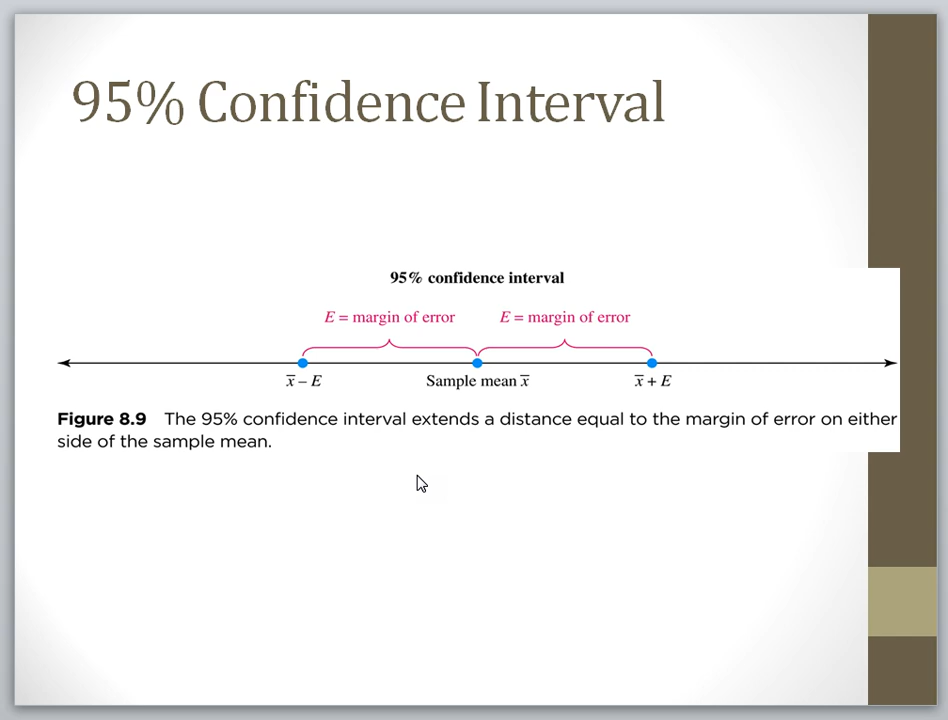 95% Confidence Interval
95% confidence interval
E = margin of error E = margin of error
x̅ – E Sample mean x̅ x̅ + E
Figure 8.9 The 95% confidence interval extends a distance equal to the margin of error on either
side of the sample mean.